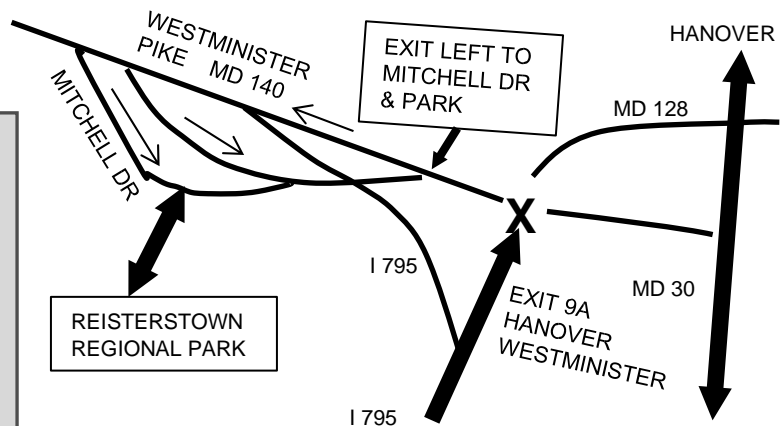 WESTMINISTER
PIKE MD 140
EXIT LEFT TO
MITCHELL DR
& PARK
HANOVER
MD 128
MITCHELL DR
I 795
MD 30
EXIT 9A
HANOVER
WESTMINISTER
REISTERSTOWN
REGIONAL PARK
I 795
X